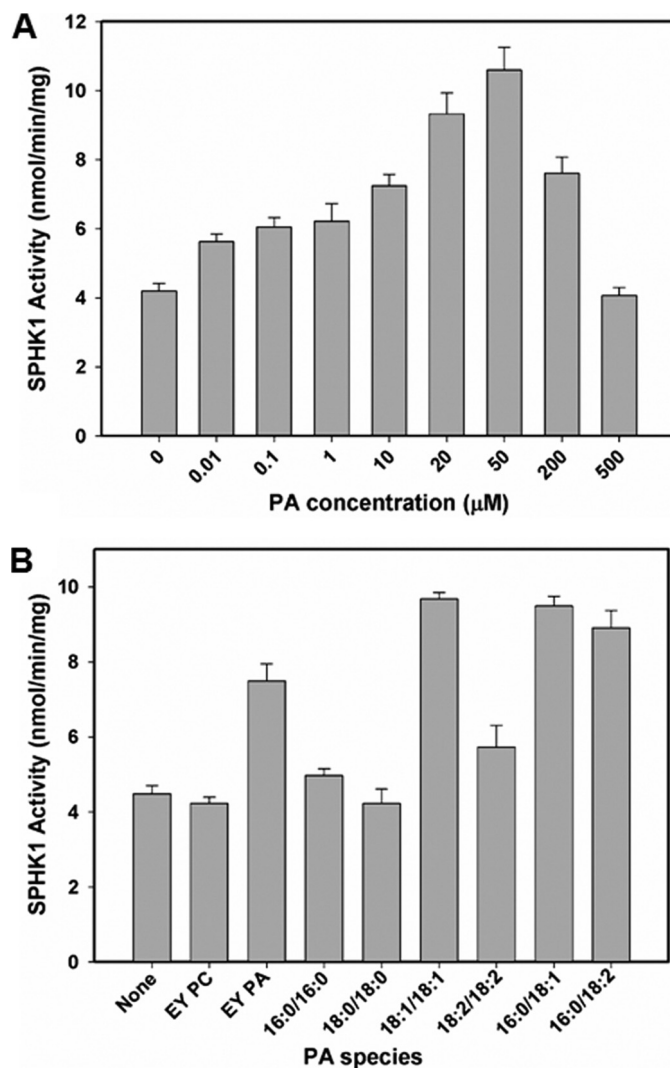 A
SPHK1 Activity (nmol/min/mg)
12
10
8
6
4
2
0
0 0.01 0.1 1 10 20 50 200 500
PA concentration (μM)
B
SPHK1 Activity (nmol/min/mg)
10
8
6
4
2
0
None EY PC EY PA 16:0/16:0 18:0/18:0 18:1/18:1 18:2/18:2 16:0/18:1 16:0/18:2
PA species